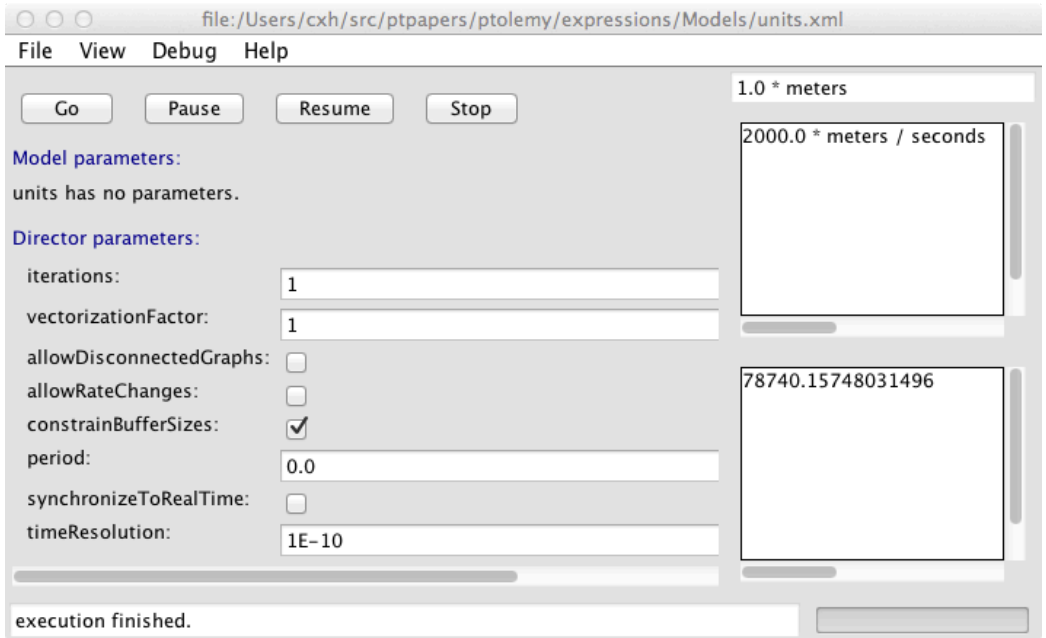 file:/Users/cxh/src/ptpapers/ptolemy/expressions/Models/units.xml
File View Debug Help
Go Pause Resume Stop
Model parameters:
units has no parameters.
Director parameters:
iterations: 1
vectorizationFactor: 1
allowDisconnectedGraphs:
allowRateChanges:
constrainBufferSizes:
period: 0.0
synchronizeToRealTime:
timeResolution: 1E-10
1.0 * meters
2000.0 * meters / seconds
78740.15748031496
execution finished.